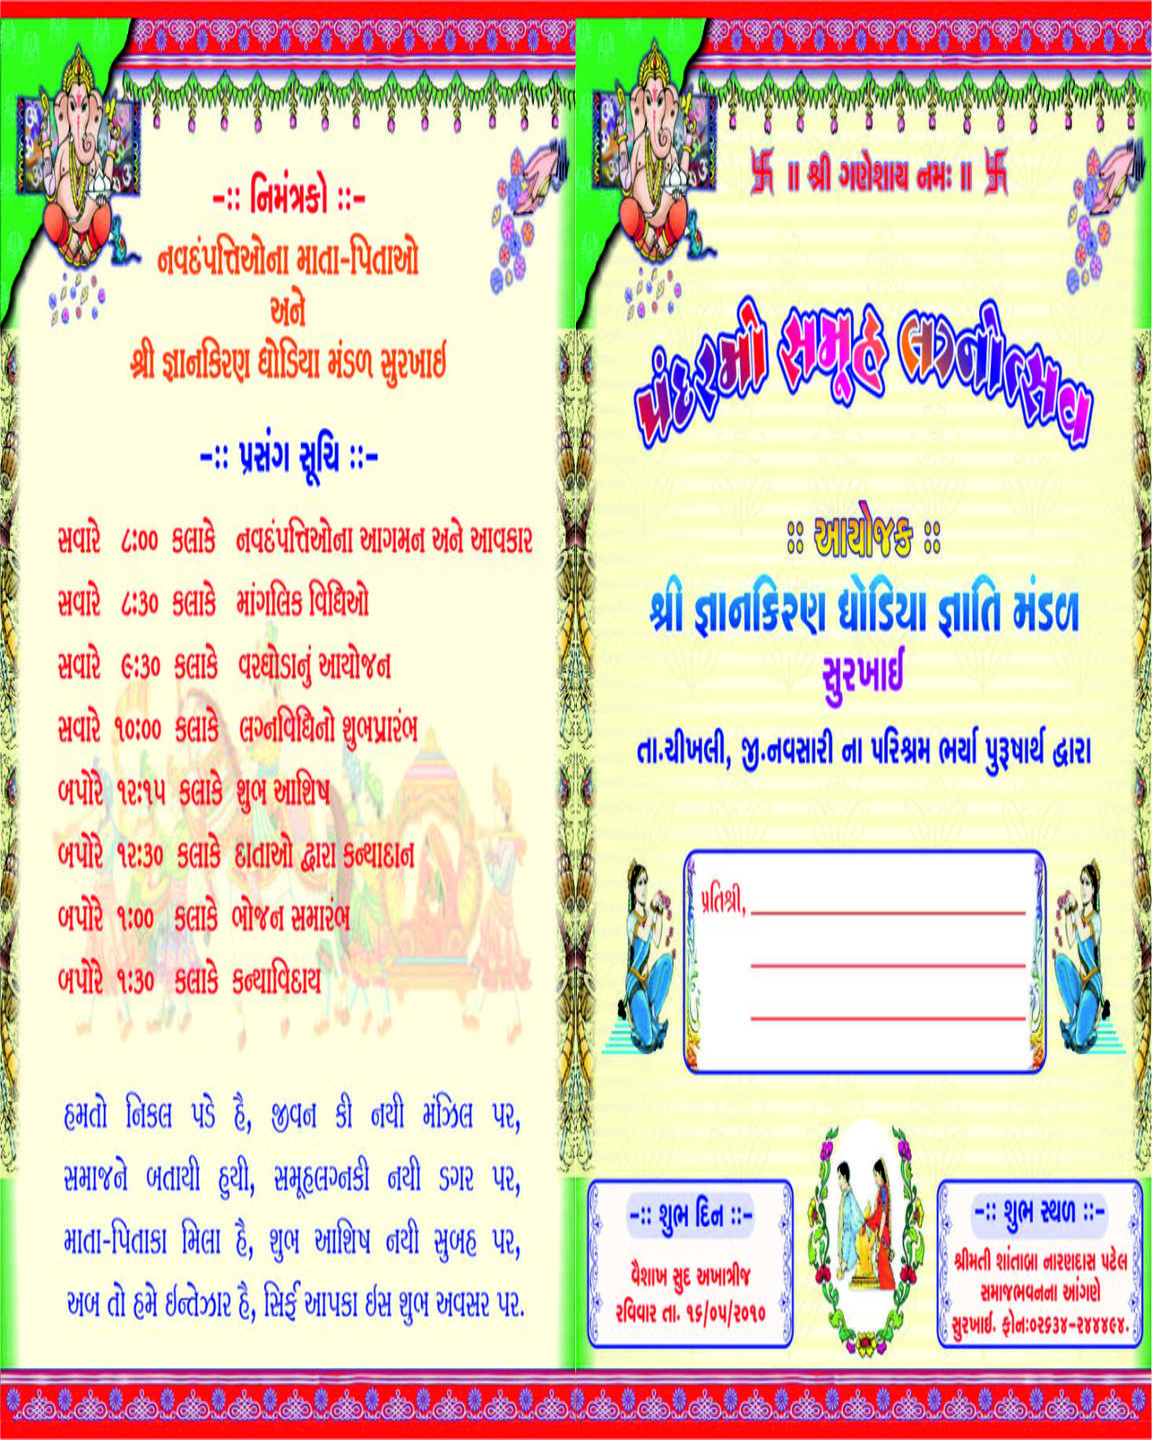 -:: નિમંત્રકો ::-
નવદંપત્તિઓના માતા-પિતાઓ
અને
શ્રી જ્ઞાનકિરણ ધોડિયા મંડળ સુરખાઈ
-:: પ્રસંગ સૂચિ ::-
સવારે ૮:૦૦ કલાકે નવદંપત્તિઓના આગમન અને આવકાર
સવારે ૮:૩૦ કલાકે માંગલિક વિધિઓ
સવારે ૯:૩૦ કલાકે વરઘોડાનું આયોજન
સવારે ૧૦:૦૦ કલાકે લગ્નવિધિનો શુભપ્રારંભ
બપોરે ૧૨:૧૫ કલાકે શુભ આશિષ
બપોરે ૧૨:૩૦ કલાકે દાતાઓ દ્વારા કન્યાદાન
બપોરે ૧:૦૦ કલાકે ભોજન સમારંભ
બપોરે ૧:૩૦ કલાકે કન્યાવિદાય
હમતો નિકલ પડે હૈ, જીવન કી નયી મંઝિલ પર,
સમાજને બતાયી હુયી, સમૂહલગ્નકી નયી ડગર પર,
માતા-પિતાકા મિલા હૈ, શુભ આશિષ નયી સુબહ પર,
અબ તો હમે ઇન્તેઝાર હૈ, સિર્ફ આપકા ઇસ શુભ અવસર પર.
卐 ॥ શ્રી ગણેશાય નમઃ ॥ 卐
પંદરમો સમૂહ લગ્નોત્સવ
:: આયોજક ::
શ્રી જ્ઞાનકિરણ ધોડિયા જ્ઞાતિ મંડળ
સુરખાઈ
તા.ચીખલી, જી.નવસારી ના પરિશ્રમ ભર્યા પુરૂષાર્થ દ્વારા
પ્રતિશ્રી,
-:: શુભ દિન ::-
વૈશાખ સુદ અખાત્રીજ
રવિવાર તા. ૧૬/૦૫/૨૦૧૦
-:: શુભ સ્થળ ::-
શ્રીમતી શાંતાબા નારણદાસ પટેલ
સમાજભવનના આંગણે
સુરખાઈ. ફોન:૦૨૬૩૪-૨૪૪૪૯૪.